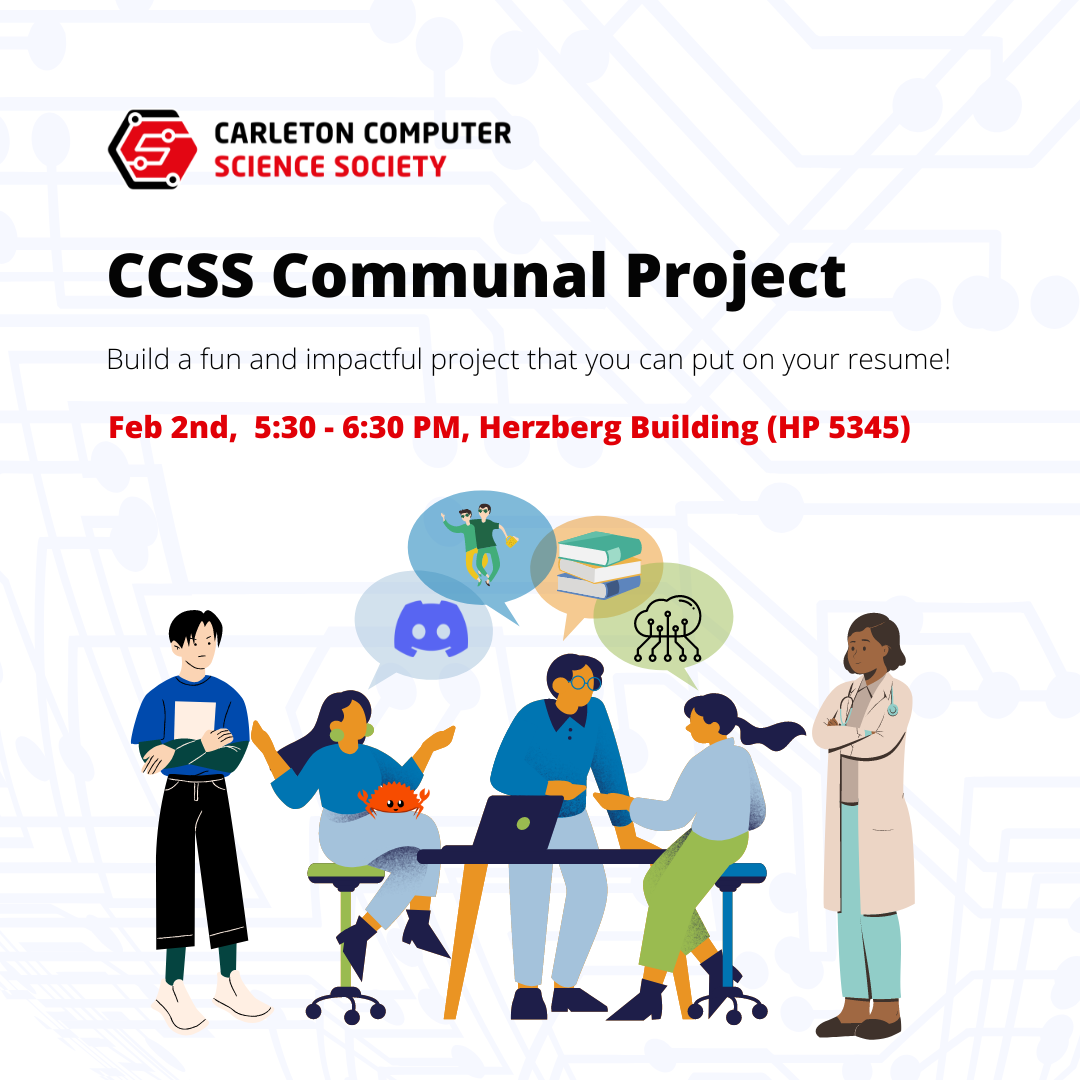 CARLETON COMPUTER
SCIENCE SOCIETY
CCSS Communal Project
Build a fun and impactful project that you can put on your resume!
Feb 2nd,  5:30 - 6:30 PM, Herzberg Building (HP 5345)